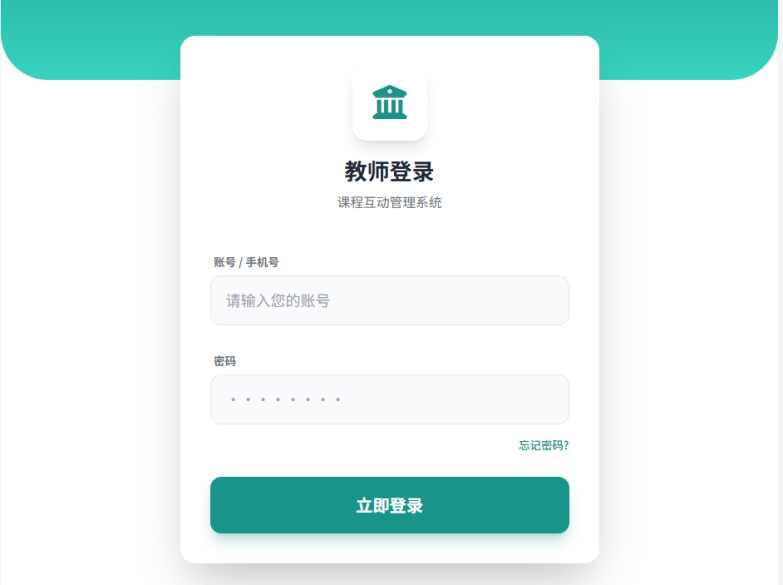 教师登录
课程互动管理系统
账号 / 手机号
请输入您的账号
密码
• • • • • • • •
忘记密码?
立即登录